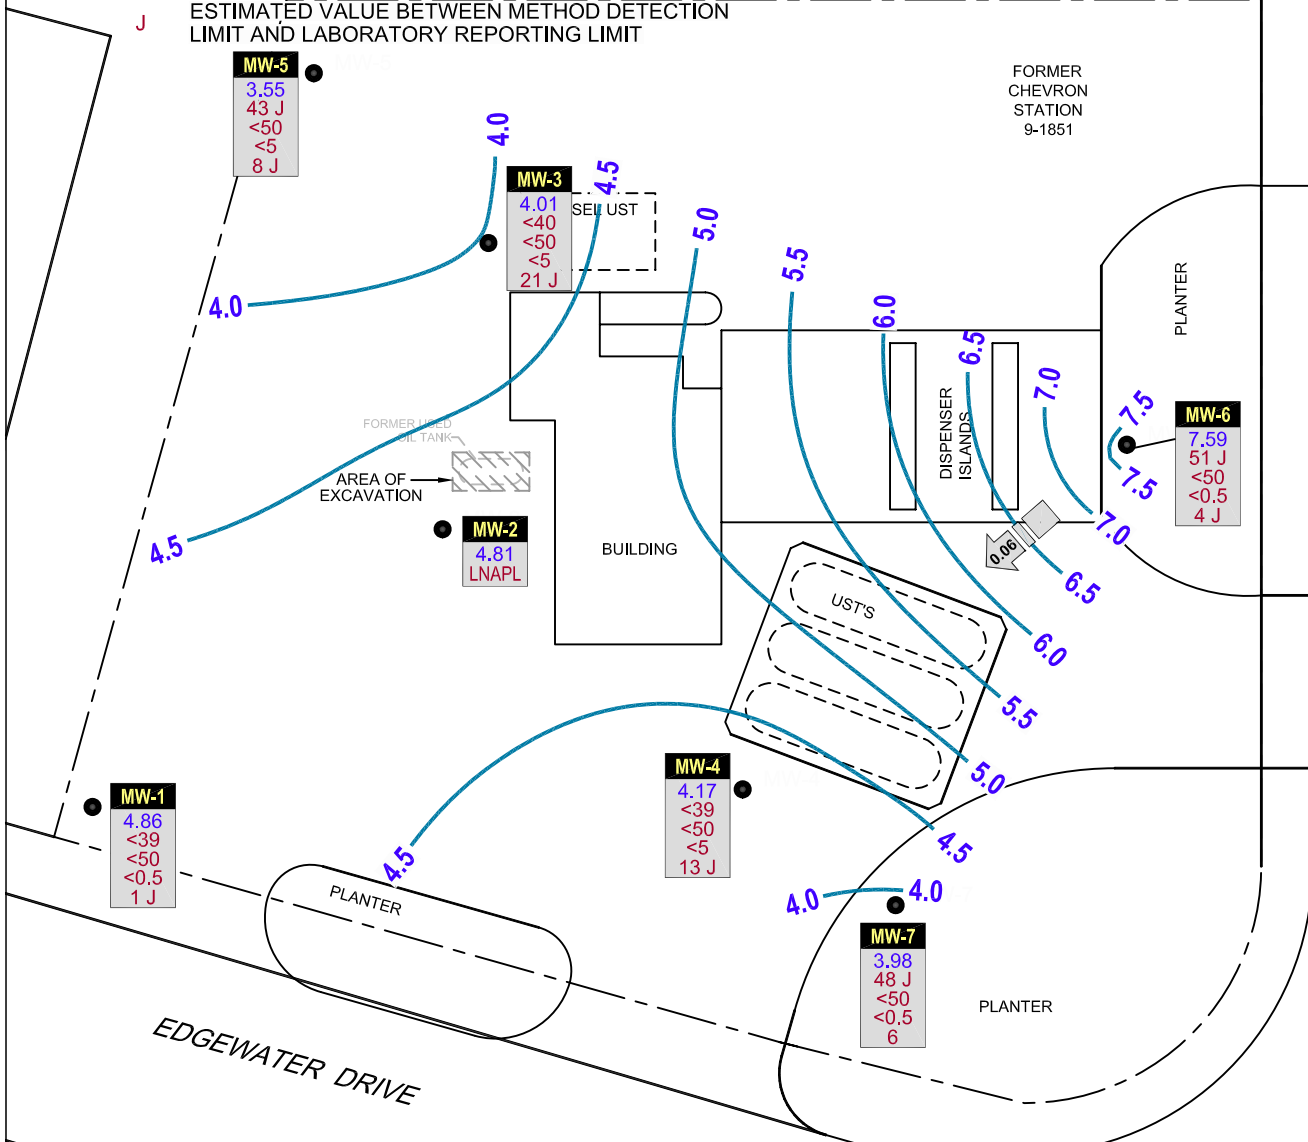 J
ESTIMATED VALUE BETWEEN METHOD DETECTION
LIMIT AND LABORATORY REPORTING LIMIT
MW-5
3.55
43 J
<50
<5
8 J
FORMER
CHEVRON
STATION
9-1851
4.0
4.0
MW-3
4.01
<40
<50
<5
21 J
SEL UST
4.5
4.5
5.0
5.5
6.0
6.5
7.0
7.5
7.5
7.0
6.5
6.0
5.5
5.0
4.5
4.5
4.0
4.0
PLANTER
MW-6
7.59
51 J
<50
<0.5
4 J
DISPENSER
ISLANDS
FORMER USED
OIL TANK
AREA OF
EXCAVATION
MW-2
4.81
LNAPL
BUILDING
0.06
UST'S
MW-4
4.17
<39
<50
<5
13 J
MW-1
4.86
<39
<50
<0.5
1 J
PLANTER
MW-7
3.98
48 J
<50
<0.5
6
PLANTER
EDGEWATER DRIVE